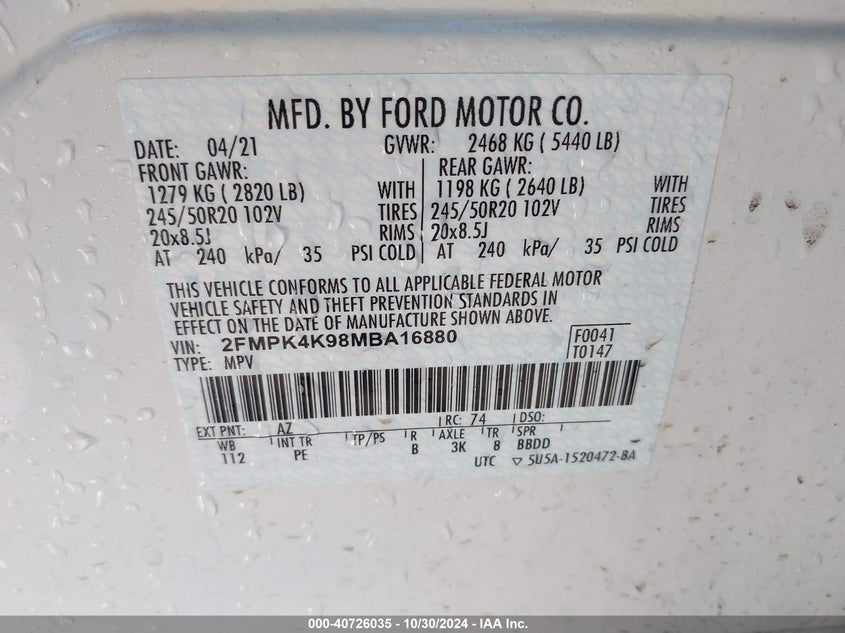 MFD. BY FORD MOTOR CO.
DATE: 04/21 GVWR: 2468 KG ( 5440 LB)
FRONT GAWR: REAR GAWR:
1279 KG ( 2820 LB) WITH 1198 KG ( 2640 LB) WITH
245/50R20 102V TIRES 245/50R20 102V TIRES
20x8.5J RIMS 20x8.5J RIMS
AT 240 kPa/ 35 PSI COLD AT 240 kPa/ 35 PSI COLD
THIS VEHICLE CONFORMS TO ALL APPLICABLE FEDERAL MOTOR
VEHICLE SAFETY AND THEFT PREVENTION STANDARDS IN
EFFECT ON THE DATE OF MANUFACTURE SHOWN ABOVE.
VIN: 2FMPK4K98MBA16880 F0041
TYPE: MPV T0147
EXT PNT: AZ RC: 74 DSO:
WB INT TR TP/PS R AXLE TR SPR
112 PE B 3K 8 BBDD
UTC ▽ 5U5A-1520472-BA
000-40726035 - 10/30/2024 - IAA Inc.